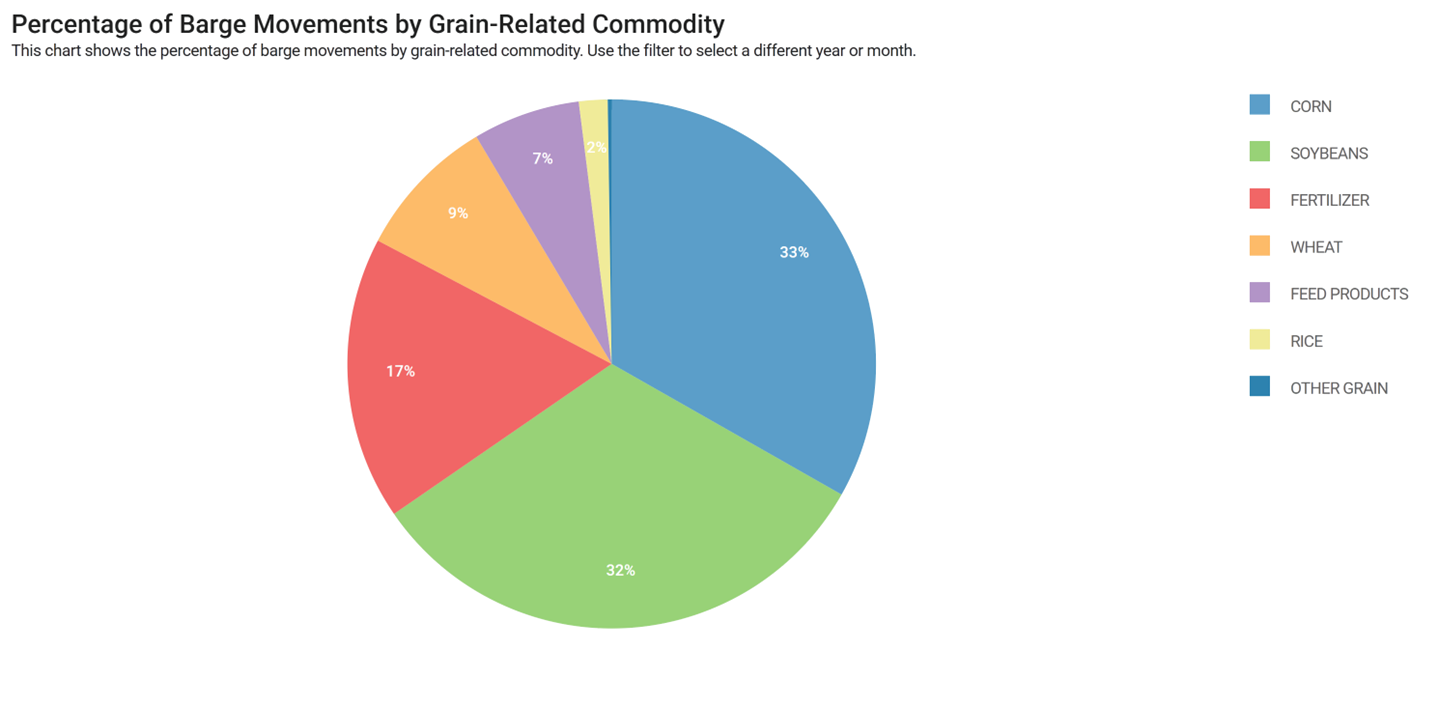 Percentage of Barge Movements by Grain-Related Commodity
This chart shows the percentage of barge movements by grain-related commodity. Use the filter to select a different year or month.
CORN
SOYBEANS
FERTILIZER
WHEAT
FEED PRODUCTS
RICE
OTHER GRAIN
2%
7%
9%
33%
17%
32%